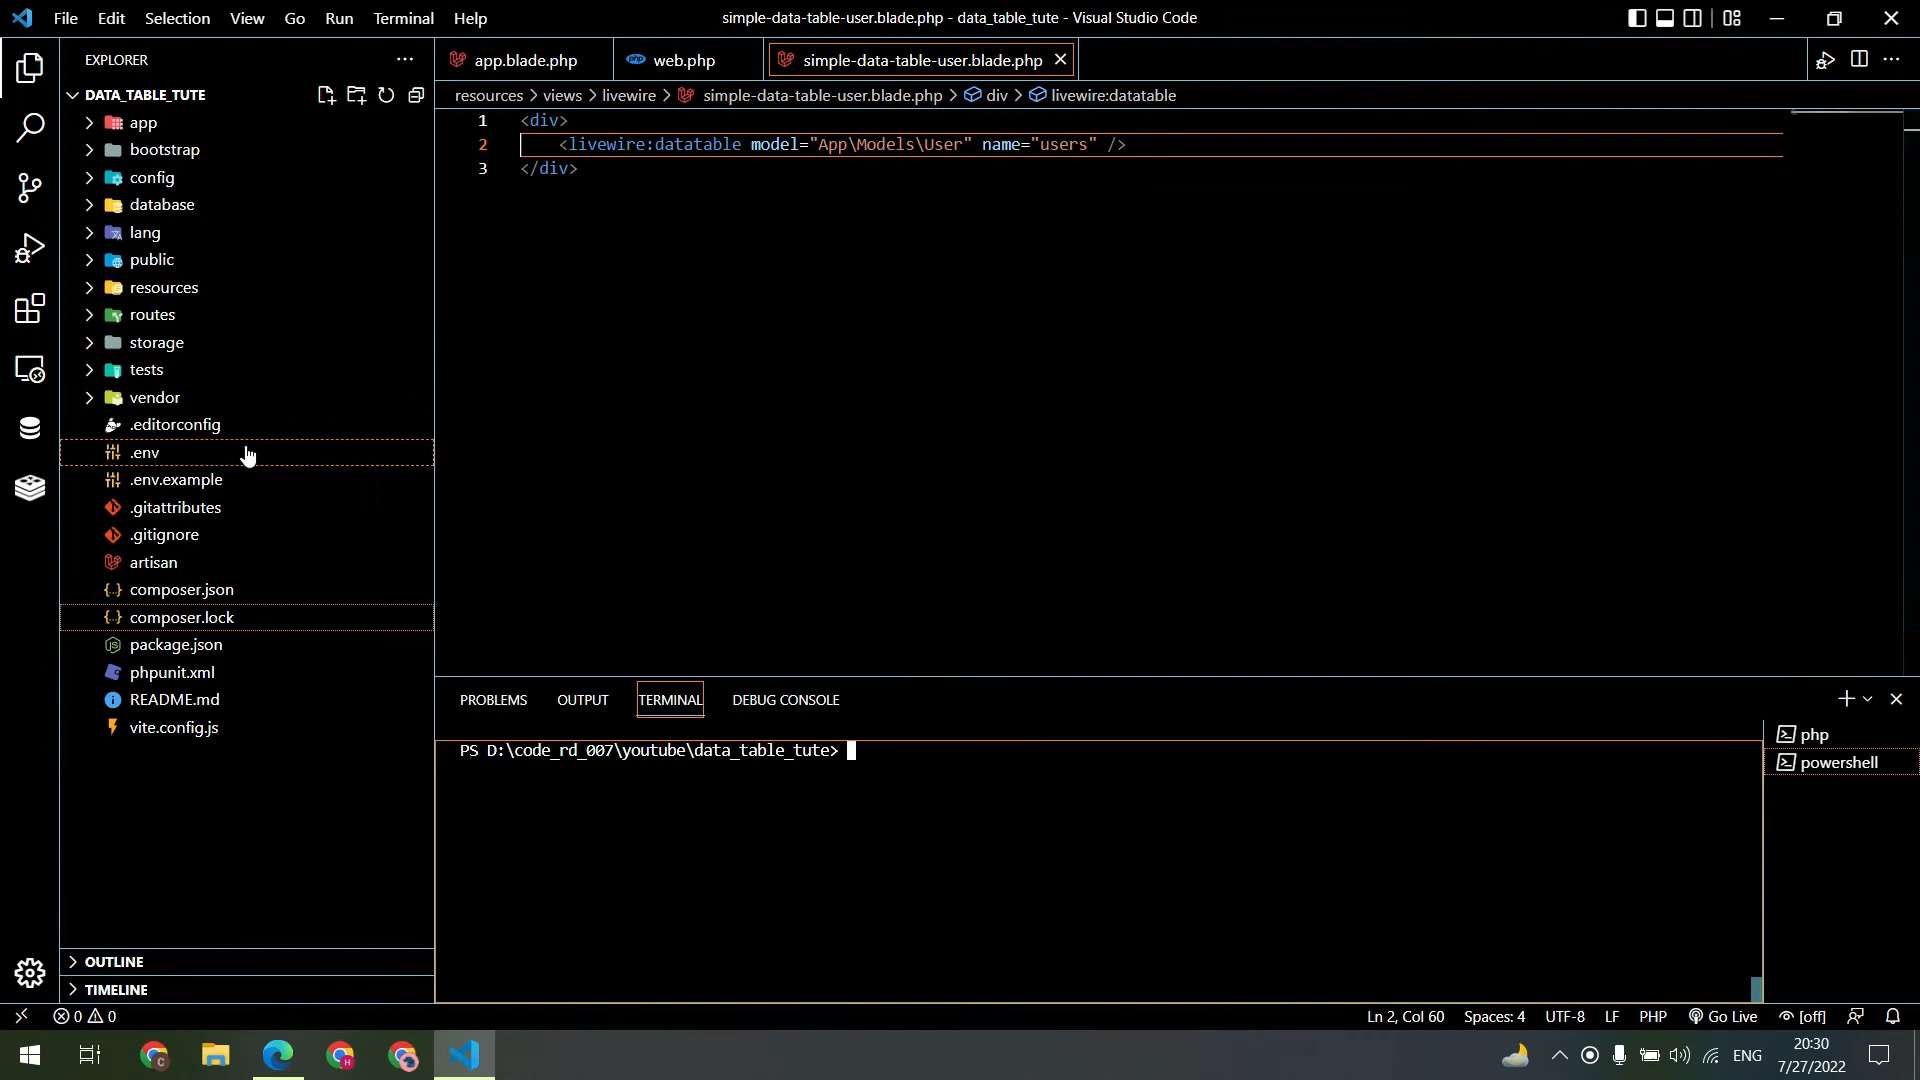 File Edit Selection View Go Run Terminal Help
simple-data-table-user.blade.php - data_table_tute - Visual Studio Code
EXPLORER
DATA_TABLE_TUTE
app
bootstrap
config
database
lang
public
resources
routes
storage
tests
vendor
.editorconfig
.env
.env.example
.gitattributes
.gitignore
artisan
composer.json
composer.lock
package.json
phpunit.xml
README.md
vite.config.js
OUTLINE
TIMELINE
app.blade.php
web.php
simple-data-table-user.blade.php
resources > views > livewire > simple-data-table-user.blade.php > div > livewire:datatable
1 <div>
2 <livewire:datatable model="App\Models\User" name="users" />
3 </div>
PROBLEMS OUTPUT TERMINAL DEBUG CONSOLE
PS D:\code_rd_007\youtube\data_table_tute>
php
powershell
0 0
Ln 2, Col 60 Spaces: 4 UTF-8 LF PHP Go Live [off]
ENG
20:30
7/27/2022